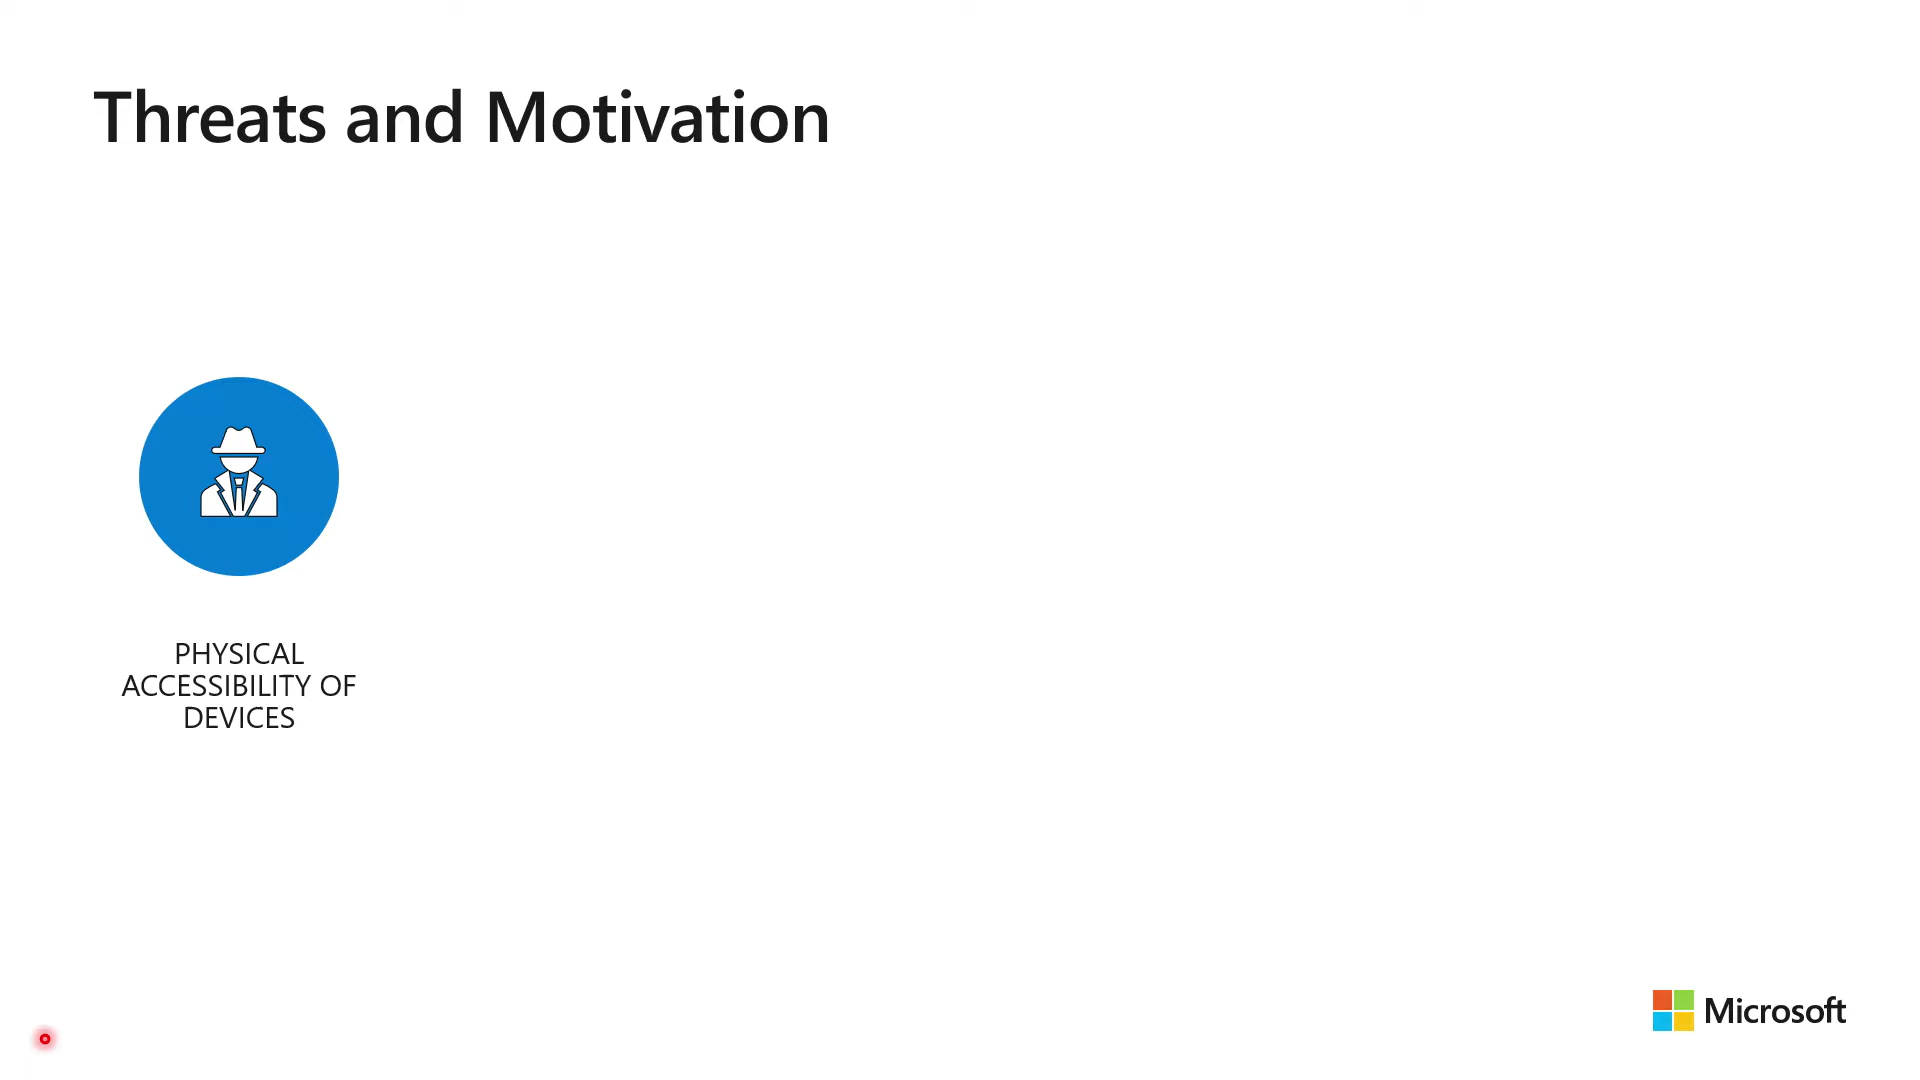 Threats and Motivation
PHYSICAL
ACCESSIBILITY OF
DEVICES
Microsoft